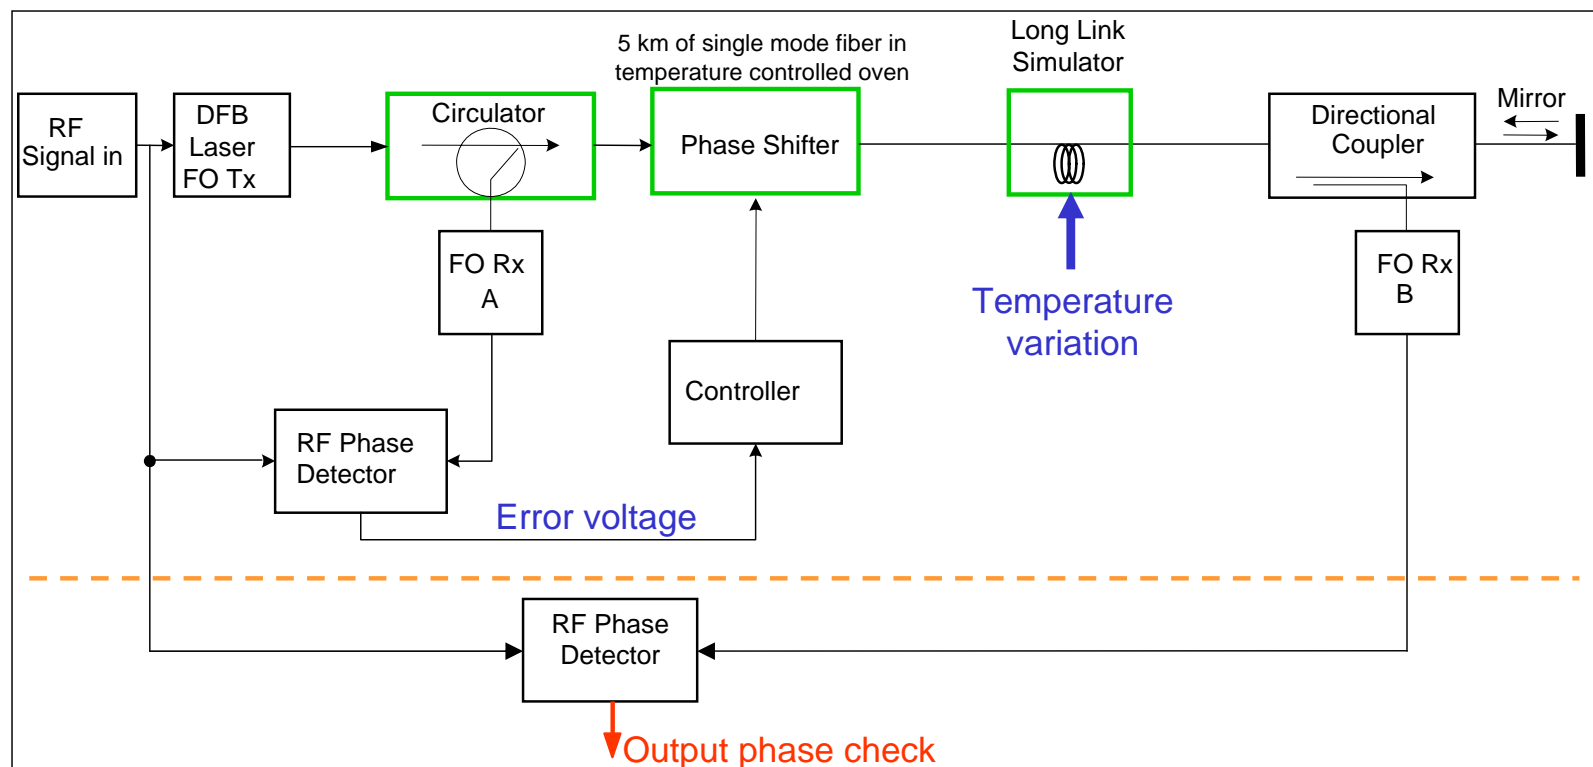 5 km of single mode fiber in
temperature controlled oven
Long Link
Simulator
RF
Signal in
DFB
Laser
FO Tx
Circulator
Phase Shifter
Directional
Coupler
Mirror
FO Rx
A
FO Rx
B
Temperature
variation
Controller
RF Phase
Detector
Error voltage
RF Phase
Detector
Output phase check